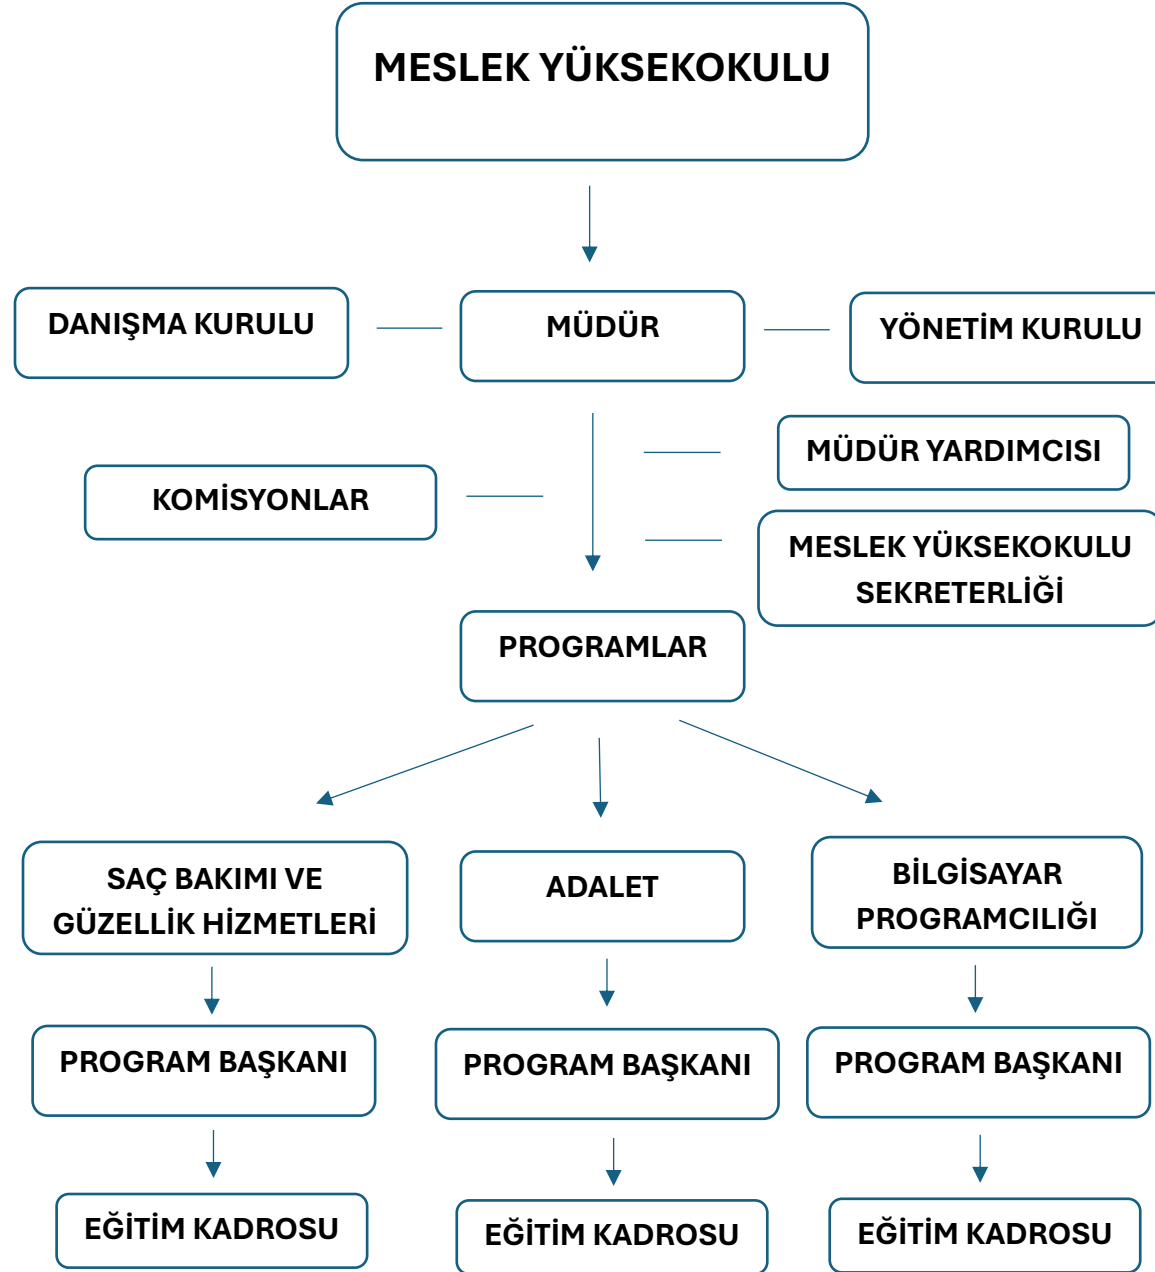 MESLEK YÜKSEKOKULU
DANIŞMA KURULU
MÜDÜR
YÖNETİM KURULU
MÜDÜR YARDIMCISI
KOMİSYONLAR
MESLEK YÜKSEKOKULU
SEKRETERLİĞİ
PROGRAMLAR
SAÇ BAKIMI VE
GÜZELLİK HİZMETLERİ
ADALET
BİLGİSAYAR
PROGRAMCILIĞI
PROGRAM BAŞKANI
PROGRAM BAŞKANI
PROGRAM BAŞKANI
EĞİTİM KADROSU
EĞİTİM KADROSU
EĞİTİM KADROSU